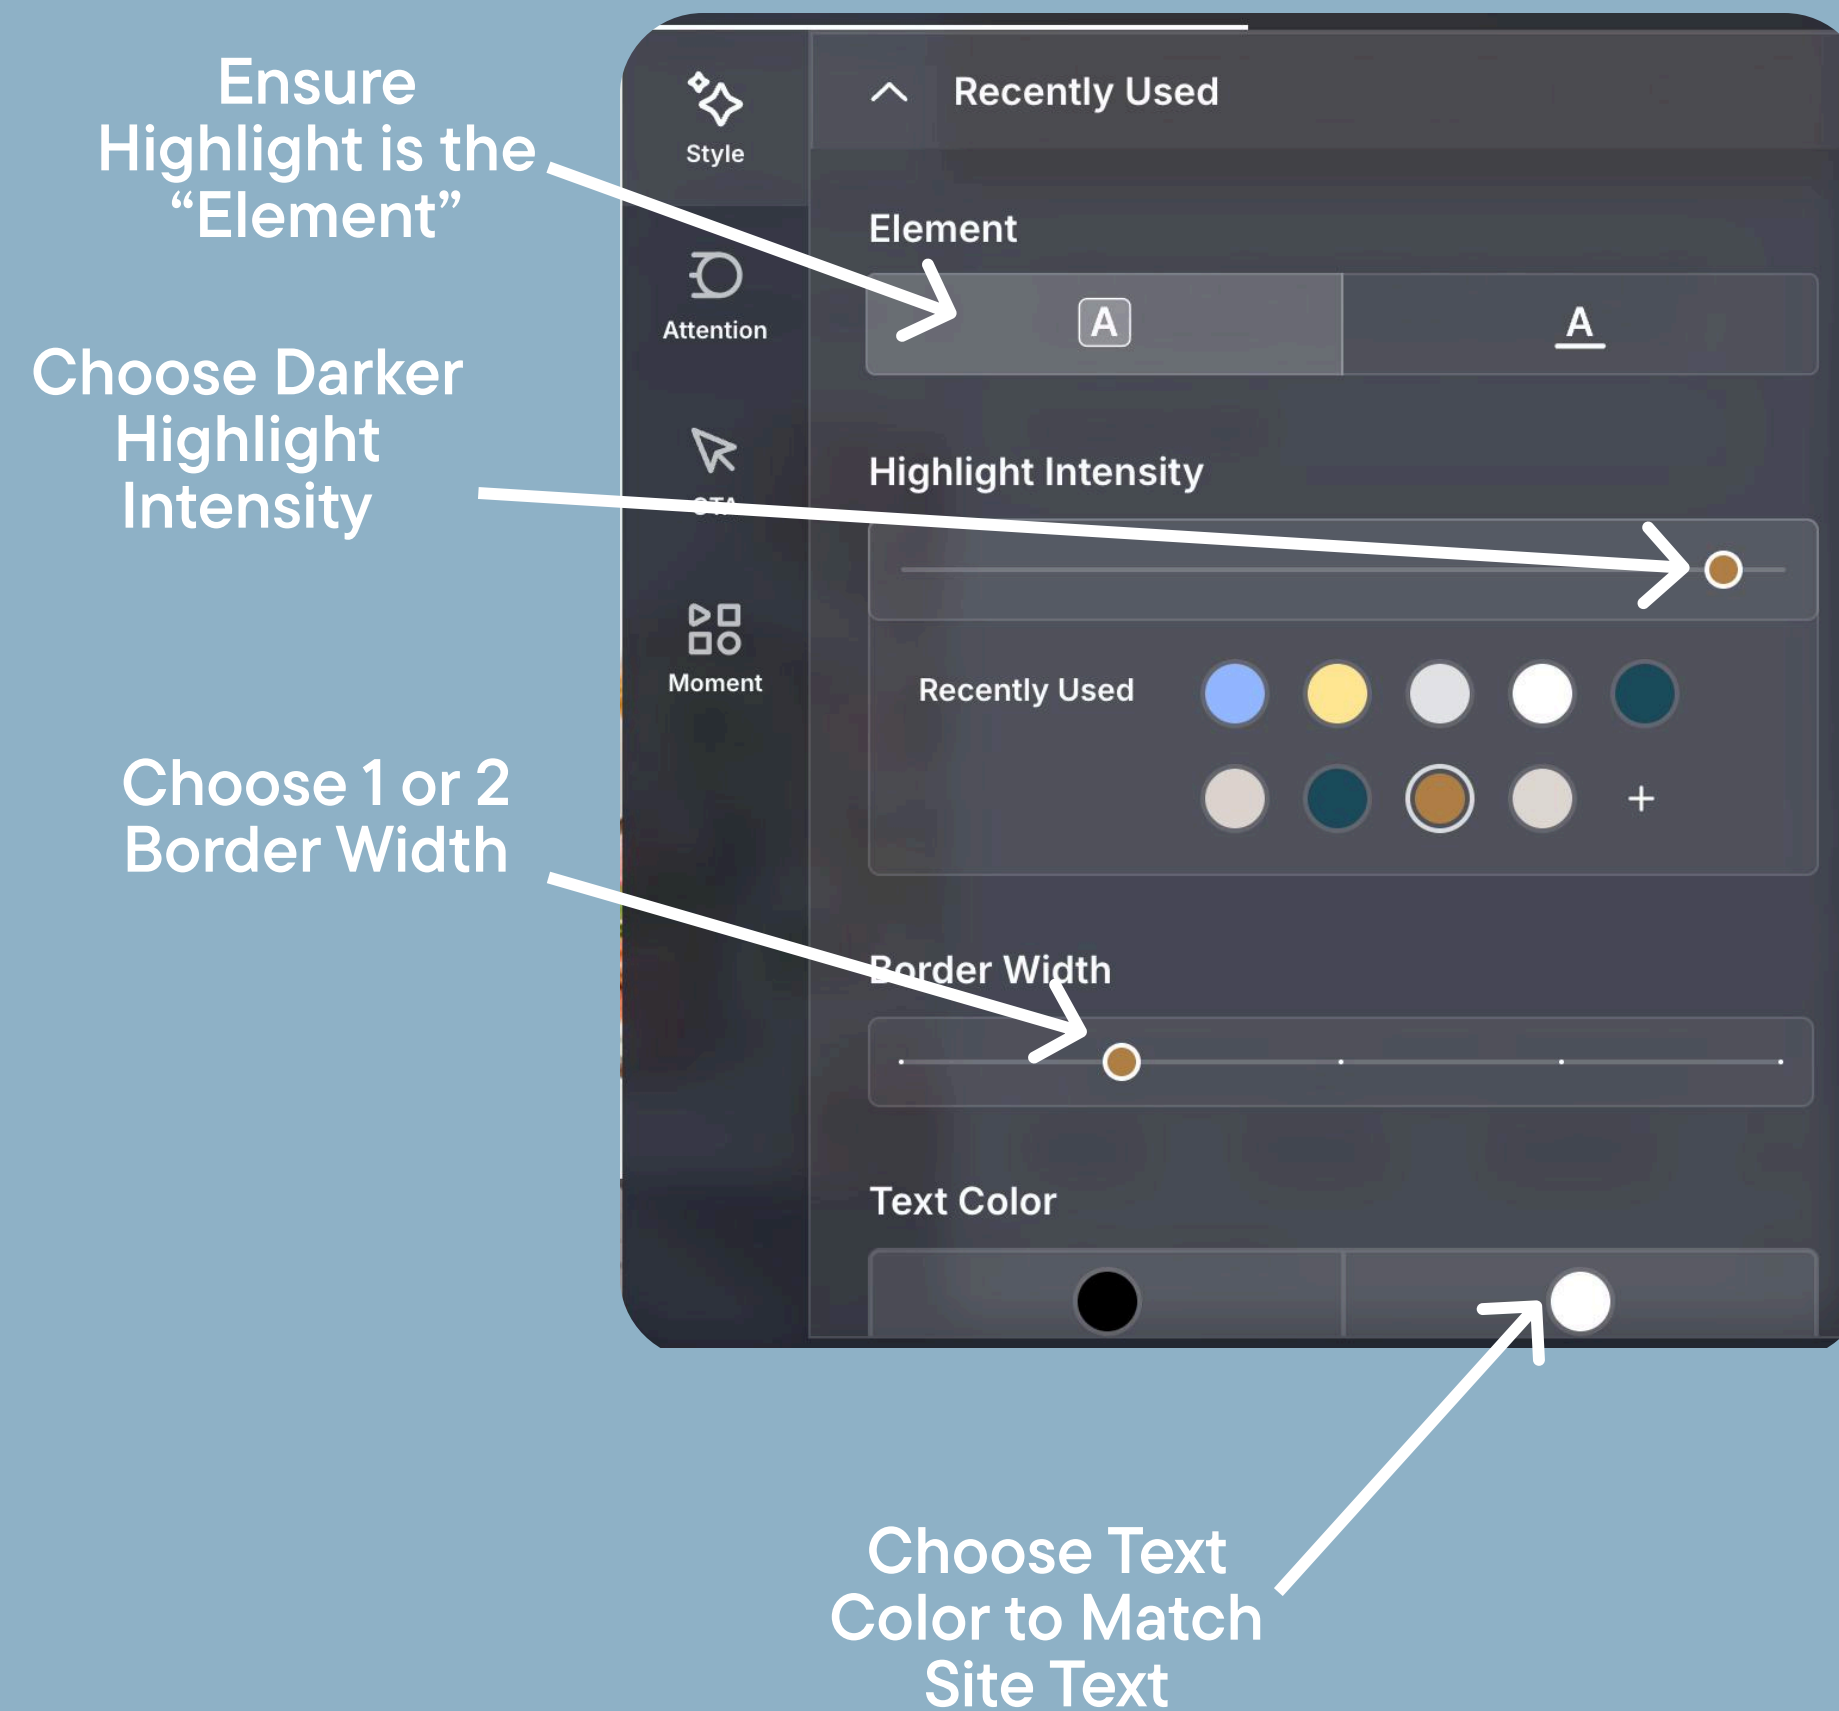 Ensure
Highlight is the
“Element”
Choose Darker
Highlight
Intensity
Choose 1 or 2
Border Width
Style
Attention
Moment
Recently Used
Element
A
A
Highlight Intensity
Recently Used
+
Border Width
Text Color
Choose Text
Color to Match
Site Text